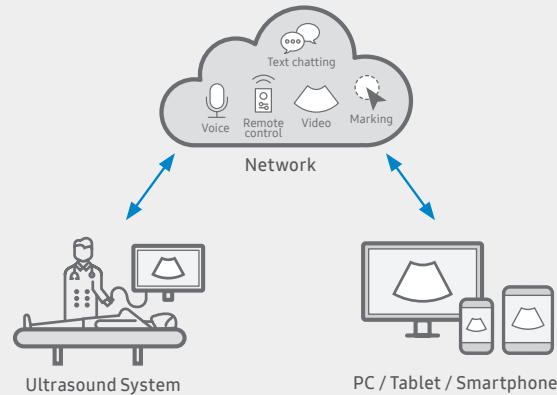 Text chatting
Voice
Remote
control
Video
Marking
Network
Ultrasound System
PC / Tablet / Smartphone